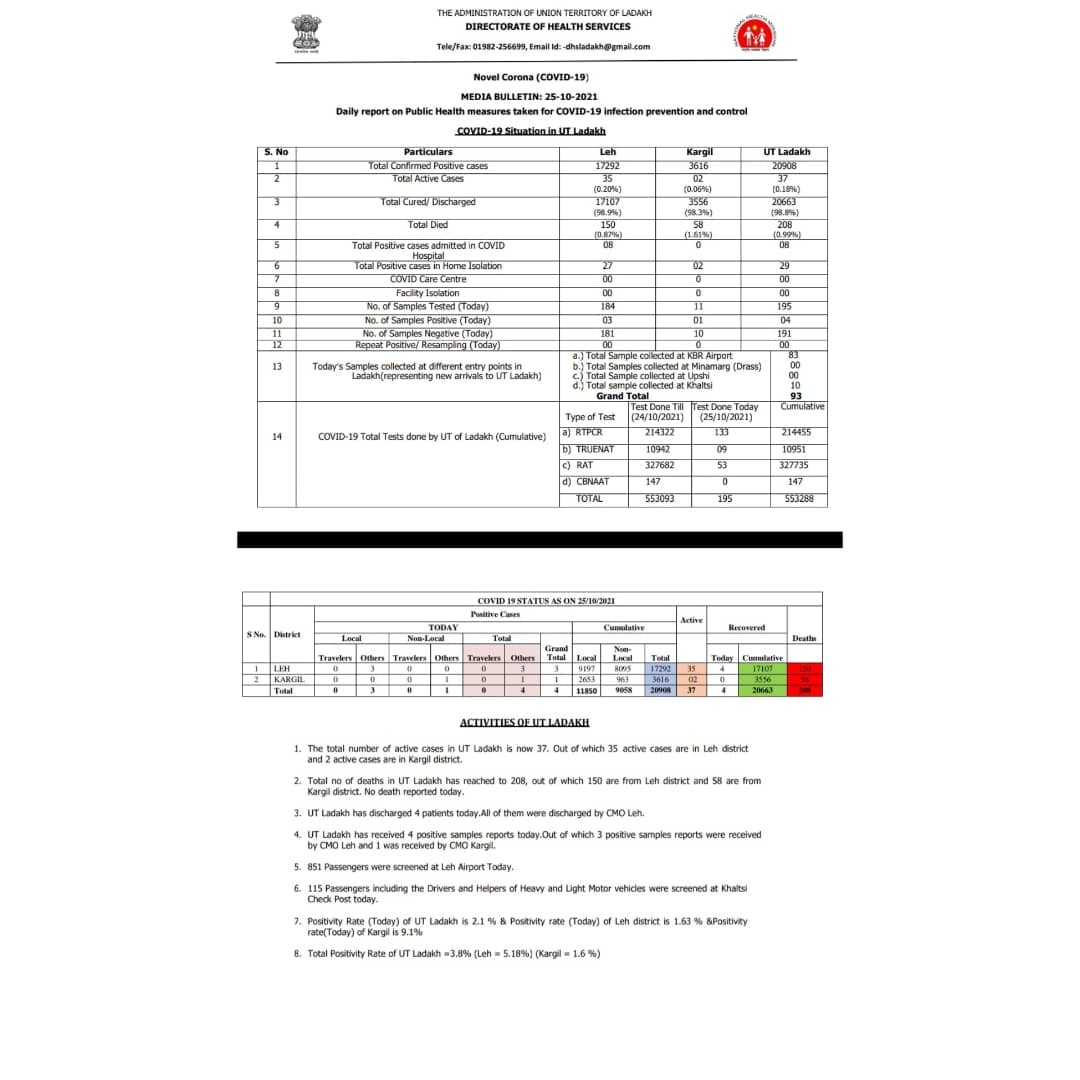 THE ADMINISTRATION OF UNION TERRITORY OF LADAKH
DIRECTORATE OF HEALTH SERVICES
Tele/Fax: 01982-256699, Email Id: -dhsladakh@gmail.com
Novel Corona (COVID-19)
MEDIA BULLETIN: 25-10-2021
Daily report on Public Health measures taken for COVID-19 infection prevention and control
COVID-19 Situation in UT Ladakh
S. No Particulars Leh Kargil UT Ladakh
1 Total Confirmed Positive cases 17292 3616 20908
2 Total Active Cases 35 02 37
(0.20%) (0.06%) (0.18%)
3 Total Cured/ Discharged 17107 3556 20663
(98.9%) (98.3%) (98.8%)
4 Total Died 150 58 208
(0.87%) (1.61%) (0.99%)
5 Total Positive cases admitted in COVID 08 0 08
Hospital
6 Total Positive cases in Home Isolation 27 02 29
7 COVID Care Centre 00 0 00
8 Facility Isolation 00 0 00
9 No. of Samples Tested (Today) 184 11 195
10 No. of Samples Positive (Today) 03 01 04
11 No. of Samples Negative (Today) 181 10 191
12 Repeat Positive/ Resampling (Today) 00 0 00
13 Today's Samples collected at different entry points in
Ladakh(representing new arrivals to UT Ladakh)
a.) Total Sample collected at KBR Airport 83
b.) Total Samples collected at Minamarg (Drass) 00
c.) Total Sample collected at Upshi 00
d.) Total sample collected at Khaltsi 10
Grand Total 93
14 COVID-19 Total Tests done by UT of Ladakh (Cumulative)
Type of Test Test Done Till (24/10/2021) Test Done Today (25/10/2021) Cumulative
a) RTPCR 214322 133 214455
b) TRUENAT 10942 09 10951
c) RAT 327682 53 327735
d) CBNAAT 147 0 147
TOTAL 553093 195 553288
COVID 19 STATUS AS ON 25/10/2021
Positive Cases
TODAY Cumulative Active Recovered
S No. District Local Non-Local Total Deaths
Travelers Others Travelers Others Travelers Others Grand Total Local Non-Local Total Today Cumulative
1 LEH 0 3 0 0 0 3 3 9197 8095 17292 35 4 17107 150
2 KARGIL 0 0 0 1 0 1 1 2653 963 3616 02 0 3556 58
Total 0 3 0 1 0 4 4 11850 9058 20908 37 4 20663 208
ACTIVITIES OF UT LADAKH
1. The total number of active cases in UT Ladakh is now 37. Out of which 35 active cases are in Leh district
and 2 active cases are in Kargil district.
2. Total no of deaths in UT Ladakh has reached to 208, out of which 150 are from Leh district and 58 are from
Kargil district. No death reported today.
3. UT Ladakh has discharged 4 patients today.All of them were discharged by CMO Leh.
4. UT Ladakh has received 4 positive samples reports today.Out of which 3 positive samples reports were received
by CMO Leh and 1 was received by CMO Kargil.
5. 851 Passengers were screened at Leh Airport Today.
6. 115 Passengers including the Drivers and Helpers of Heavy and Light Motor vehicles were screened at Khaltsi
Check Post today.
7. Positivity Rate (Today) of UT Ladakh is 2.1 % & Positivity rate (Today) of Leh district is 1.63 % &Positivity
rate(Today) of Kargil is 9.1%
8. Total Positivity Rate of UT Ladakh =3.8% (Leh = 5.18%) (Kargil = 1.6 %)